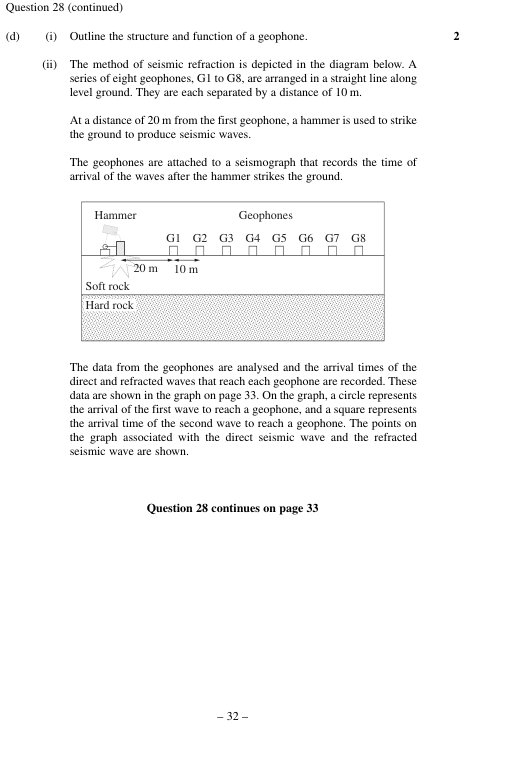 Question 28 (continued)
(d) (i) Outline the structure and function of a geophone. 2
(ii) The method of seismic refraction is depicted in the diagram below. A
series of eight geophones, G1 to G8, are arranged in a straight line along
level ground. They are each separated by a distance of 10 m.
At a distance of 20 m from the first geophone, a hammer is used to strike
the ground to produce seismic waves.
The geophones are attached to a seismograph that records the time of
arrival of the waves after the hammer strikes the ground.
Hammer Geophones
G1 G2 G3 G4 G5 G6 G7 G8
20 m 10 m
Soft rock
Hard rock
The data from the geophones are analysed and the arrival times of the
direct and refracted waves that reach each geophone are recorded. These
data are shown in the graph on page 33. On the graph, a circle represents
the arrival of the first wave to reach a geophone, and a square represents
the arrival time of the second wave to reach a geophone. The points on
the graph associated with the direct seismic wave and the refracted
seismic wave are shown.
Question 28 continues on page 33
– 32 –